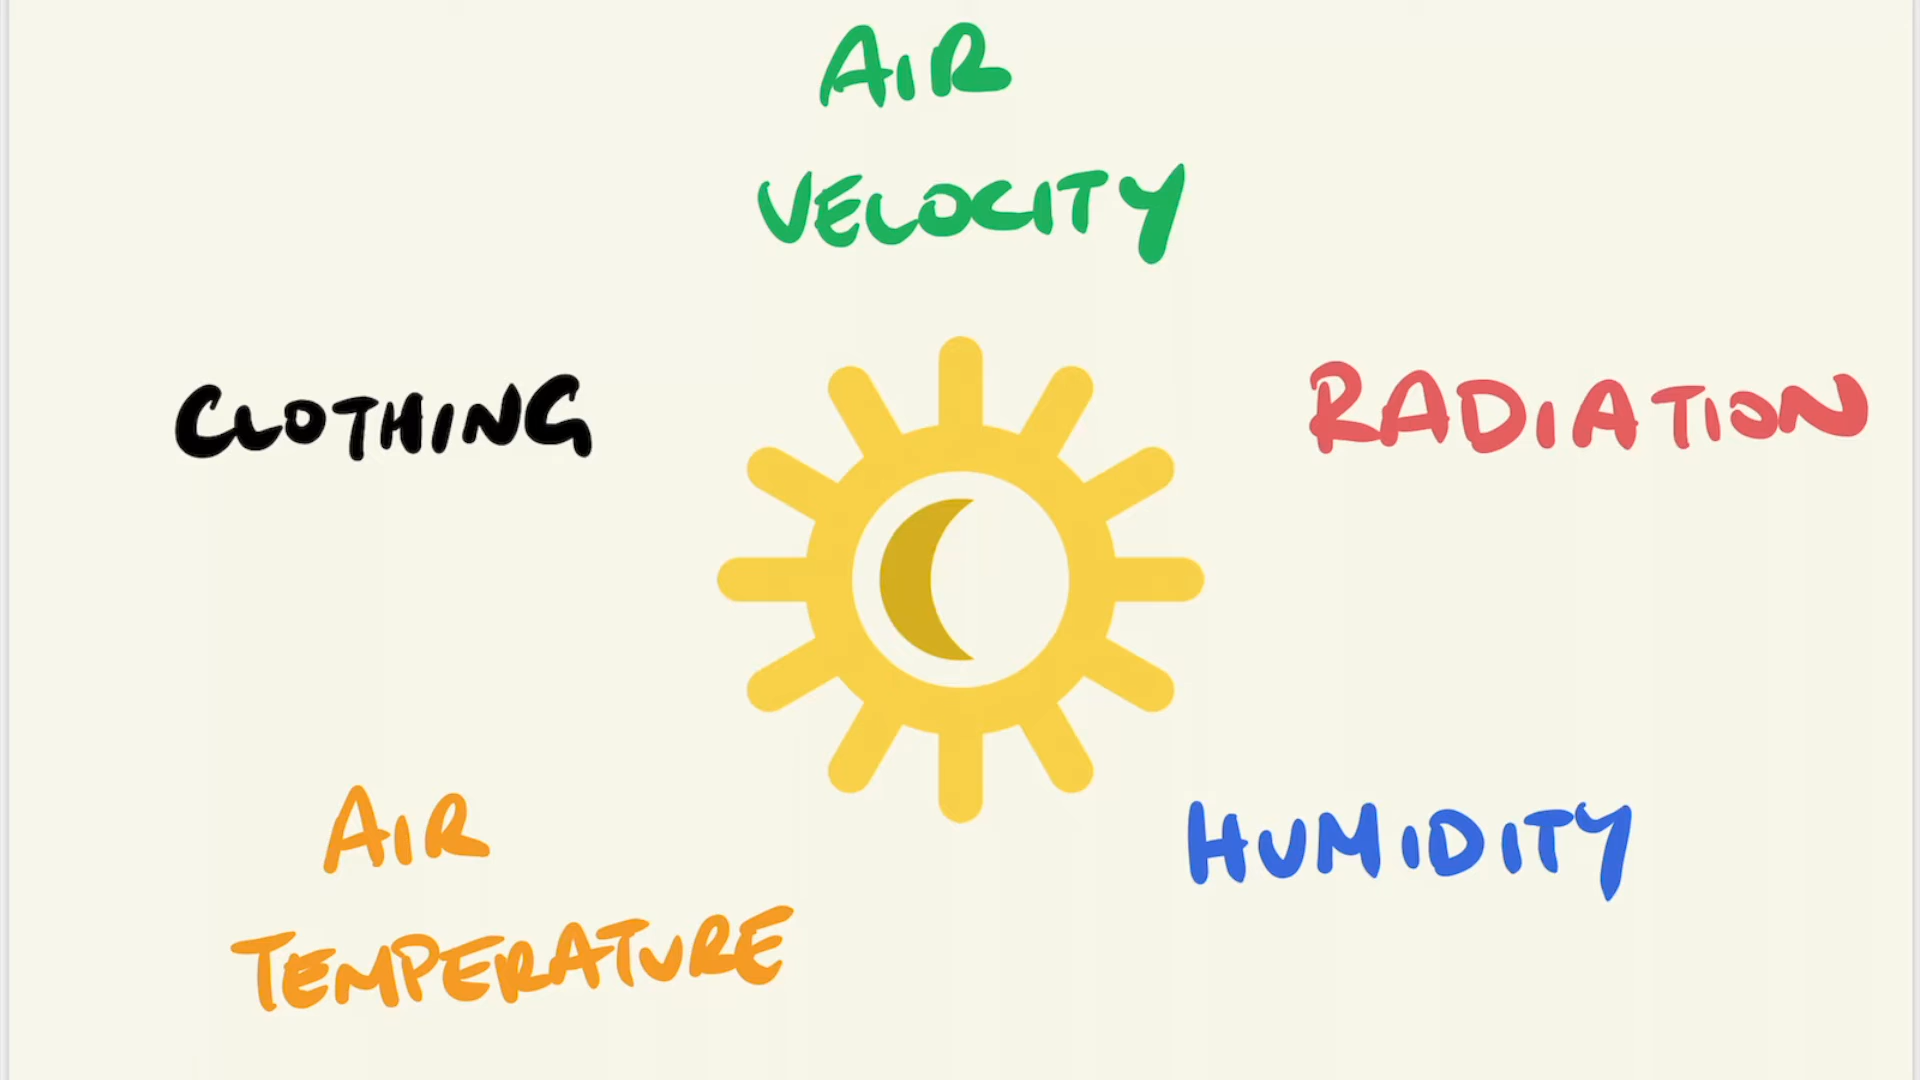 AIR
VELOCITY
CLOTHING
RADIATION
AIR
TEMPERATURE
HUMIDITY